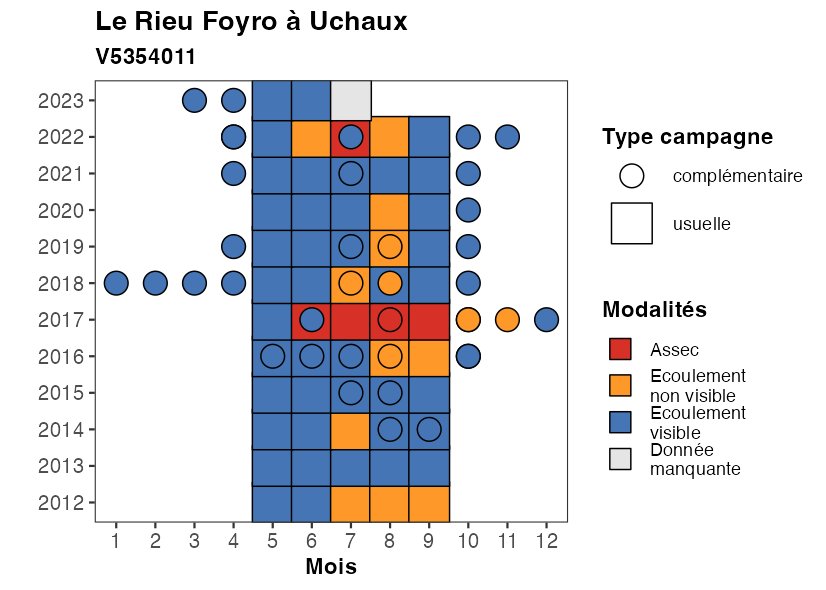 Le Rieu Foyro à Uchaux
V5354011
2023
2022
2021
2020
2019
2018
2017
2016
2015
2014
2013
2012
1 2 3 4 5 6 7 8 9 10 11 12
Mois
Type campagne
complémentaire
usuelle
Modalités
Assec
Ecoulement
non visible
Ecoulement
visible
Donnée
manquante